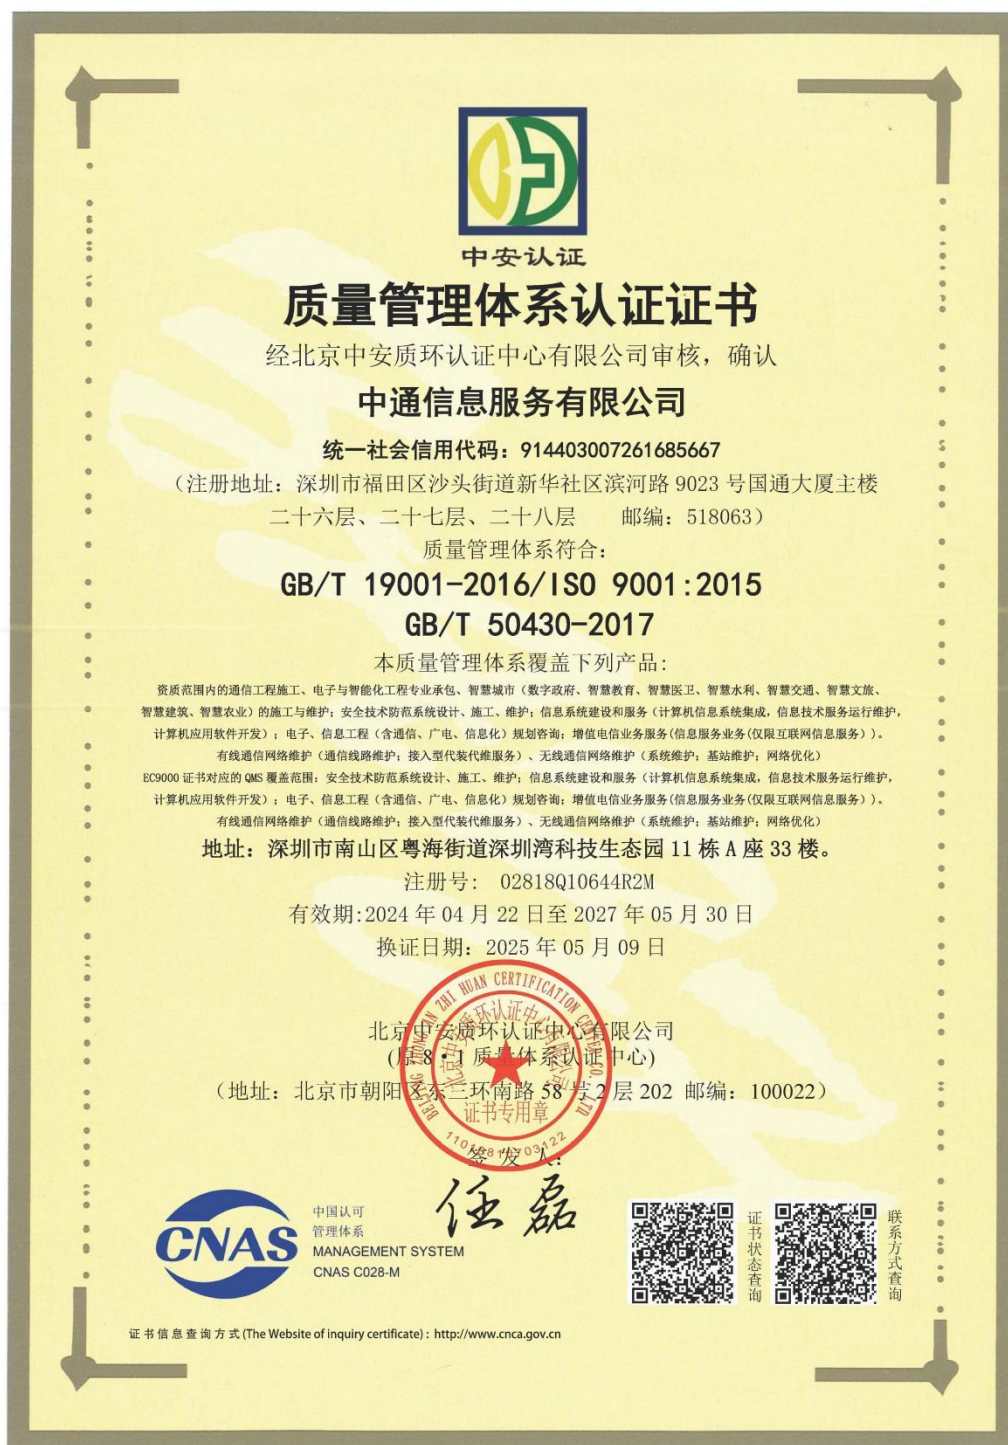 中安认证
质量管理体系认证证书
经北京中安质环认证中心有限公司审核，确认
中通信息服务有限公司
统一社会信用代码：914403007261685667
（注册地址：深圳市福田区沙头街道新华社区滨河路 9023 号国通大厦主楼
二十六层、二十七层、二十八层 邮编：518063）
质量管理体系符合：
GB/T 19001-2016/ISO 9001:2015
GB/T 50430-2017
本质量管理体系覆盖下列产品：
资质范围内的通信工程施工、电子与智能化工程专业承包、智慧城市（数字政府、智慧教育、智慧医卫、智慧水利、智慧交通、智慧文旅、
智慧建筑、智慧农业）的施工与维护；安全技术防范系统设计、施工、维护；信息系统建设和服务（计算机信息系统集成，信息技术服务运行维护，
计算机应用软件开发）；电子、信息工程（含通信、广电、信息化）规划咨询；增值电信业务服务(信息服务业务(仅限互联网信息服务））。
有线通信网络维护（通信线路维护；接入型代装代维服务）、无线通信网络维护（系统维护；基站维护；网络优化）
EC9000 证书对应的 QMS 覆盖范围：安全技术防范系统设计、施工、维护；信息系统建设和服务（计算机信息系统集成，信息技术服务运行维护，
计算机应用软件开发）；电子、信息工程（含通信、广电、信息化）规划咨询；增值电信业务服务(信息服务业务(仅限互联网信息服务））。
有线通信网络维护（通信线路维护；接入型代装代维服务）、无线通信网络维护（系统维护；基站维护；网络优化）
地址：深圳市南山区粤海街道深圳湾科技生态园 11 栋 A 座 33 楼。
注册号： 02818Q10644R2M
有效期:2024 年 04 月 22 日至 2027 年 05 月 30 日
换证日期：2025 年 05 月 09 日
BEIJING ZHONG AN ZHI HUAN CERTIFICATION CENTER CO., LTD
北京中安质环认证中心有限公司
北京中安质环认证中心有限公司
(原 8·1 质量体系认证中心)
（地址：北京市朝阳区东三环南路 58 号 2 层 202 邮编：100022）
证书专用章
签 发 人：
任磊
CNAS
中国认可
管理体系
MANAGEMENT SYSTEM
CNAS C028-M
证书状态查询
联系方式查询
证书信息查询方式(The Website of inquiry certificate)：http://www.cnca.gov.cn